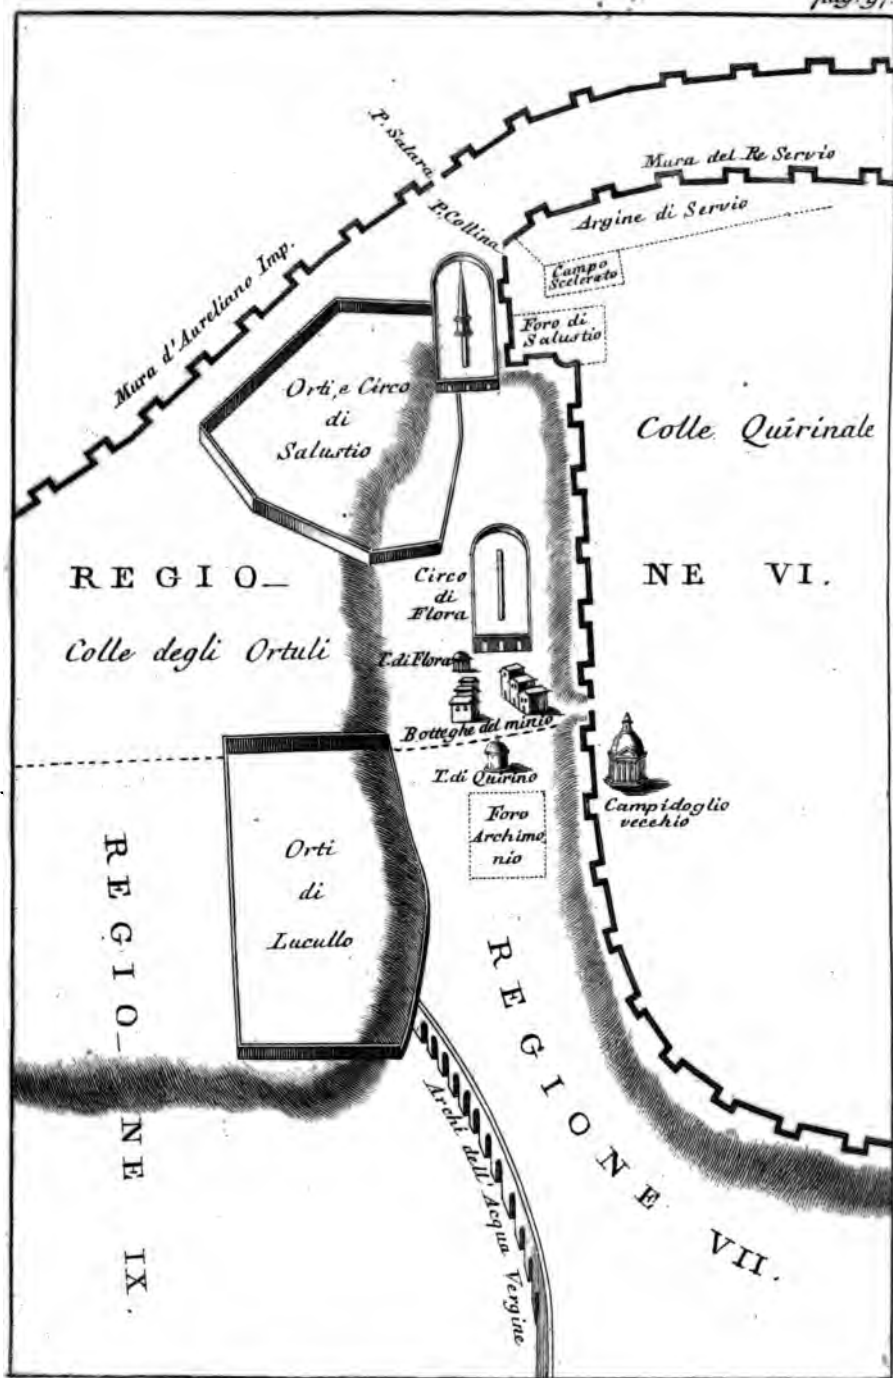 pag. 97.
P. Salara
Mura del Re Servio
P. Collina
Argine di Servio
Campo
Scelerato
Mura d'Aureliano Imp.
Foro di
Salustio
Orti, e Circo
di
Salustio
Colle Quirinale
REGIO_
NE VI.
Circo
di
Flora
Colle degli Ortuli
T. di Flora
Botteghe del minio
T. di Quirino
Campidoglio
vecchio
Foro
Archimo
nio
Orti
di
Lucullo
REGIO_NE IX.
REGIONE VII.
Archi dell'Acqua Vergine